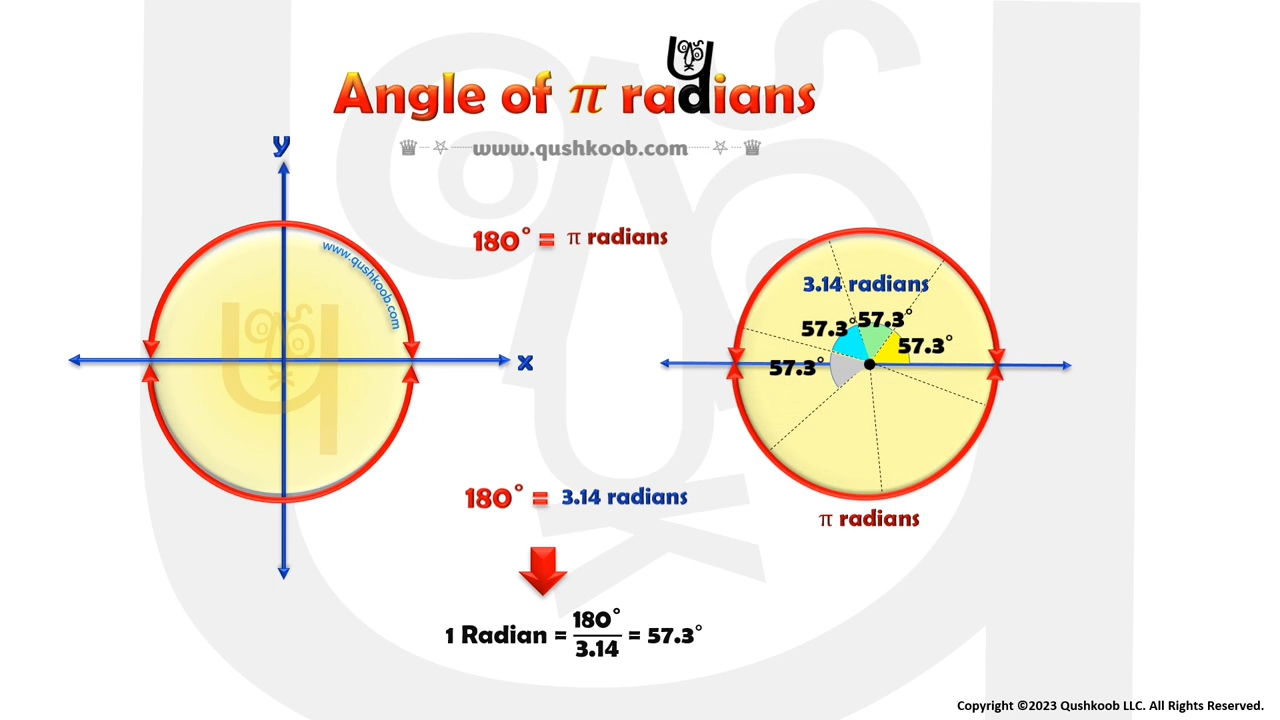 Angle of π radians
www.qushkoob.com
y
www.qushkoob.com
180° = π radians
3.14 radians
57.3° 57.3°
57.3°
57.3°
x
180° = 3.14 radians
π radians
1 Radian = 180° / 3.14 = 57.3°
Copyright ©2023 Qushkoob LLC. All Rights Reserved.